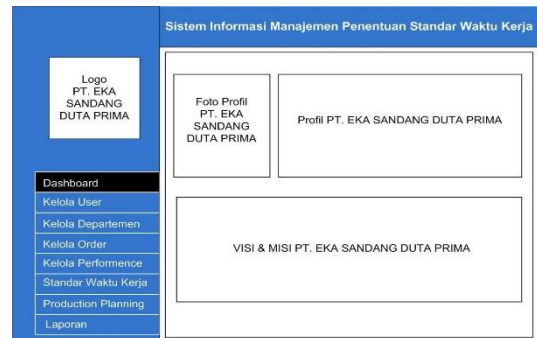 Sistem Informasi Manajemen Penentuan Standar Waktu Kerja
Logo
PT. EKA
SANDANG
DUTA PRIMA
Dashboard
Kelola User
Kelola Departemen
Kelola Order
Kelola Performence
Standar Waktu Kerja
Production Planning
Laporan
Foto Profil
PT. EKA
SANDANG
DUTA PRIMA
Profil PT. EKA SANDANG DUTA PRIMA
VISI & MISI PT. EKA SANDANG DUTA PRIMA